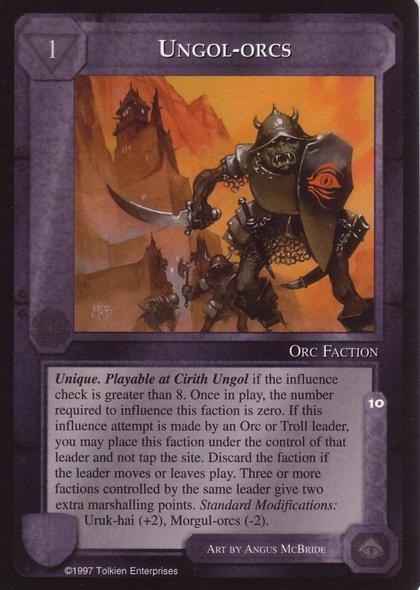 1
UNGOL-ORCS
MCB
ORC FACTION
Unique. Playable at Cirith Ungol if the influence
check is greater than 8. Once in play, the number
required to influence this faction is zero. If this
influence attempt is made by an Orc or Troll leader,
you may place this faction under the control of that
leader and not tap the site. Discard the faction if
the leader moves or leaves play. Three or more
factions controlled by the same leader give two
extra marshalling points. Standard Modifications:
Uruk-hai (+2), Morgul-orcs (-2).
10
ART BY ANGUS MCBRIDE
©1997 Tolkien Enterprises